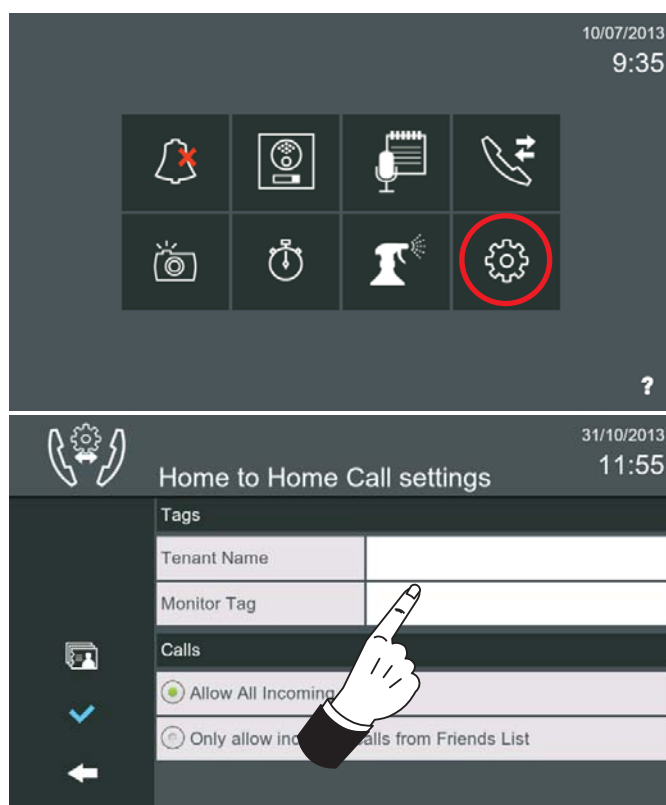 10/07/2013
9:35
?
31/10/2013
11:55
Home to Home Call settings
Tags
Tenant Name
Monitor Tag
Calls
Allow All Incoming
Only allow alls from Friends List